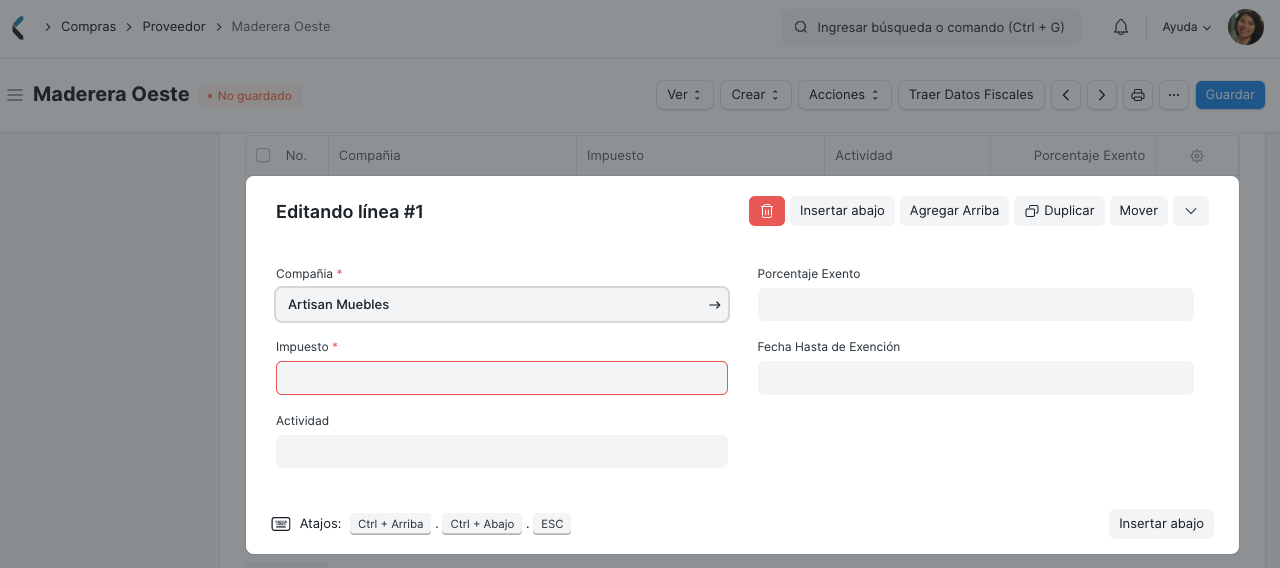 Compras Proveedor Maderera Oeste Ingresar búsqueda o comando (Ctrl + G) Ayuda
Maderera Oeste • No guardado Ver Crear Acciones Traer Datos Fiscales ··· Guardar
No. Compañia Impuesto Actividad Porcentaje Exento
Editando línea #1 Insertar abajo Agregar Arriba Duplicar Mover
Compañia * Porcentaje Exento
Artisan Muebles
Impuesto * Fecha Hasta de Exención
Actividad
Atajos: Ctrl + Arriba . Ctrl + Abajo . ESC Insertar abajo